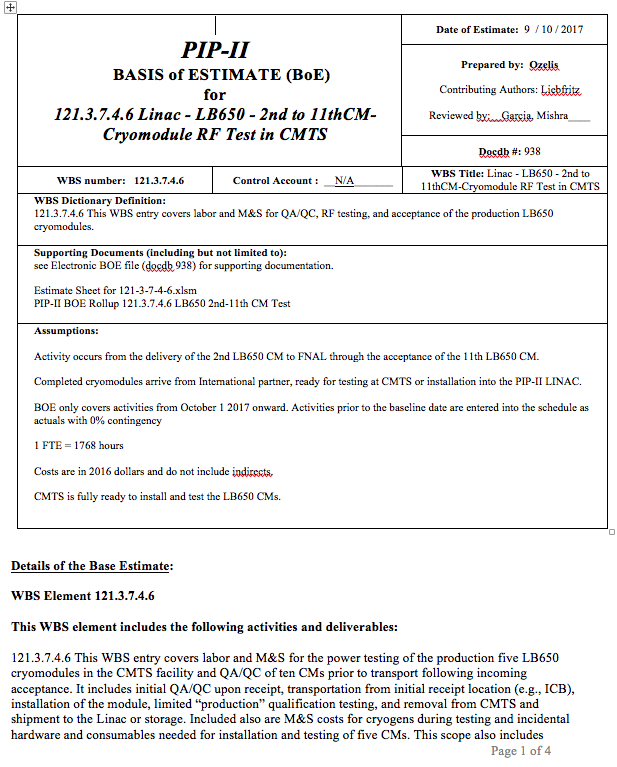 PIP-II
BASIS of ESTIMATE (BoE)
for
121.3.7.4.6 Linac - LB650 - 2nd to 11thCM-
Cryomodule RF Test in CMTS
Date of Estimate: 9 / 10 / 2017
Prepared by: Ozelis
Contributing Authors: Liebfritz
Reviewed by:__Garcia, Mishra____
Docdb #: 938
WBS number: 121.3.7.4.6
Control Account : __N/A______
WBS Title: Linac - LB650 - 2nd to
11thCM-Cryomodule RF Test in CMTS
WBS Dictionary Definition:
121.3.7.4.6 This WBS entry covers labor and M&S for QA/QC, RF testing, and acceptance of the production LB650
cryomodules.
Supporting Documents (including but not limited to):
see Electronic BOE file (docdb 938) for supporting documentation.
Estimate Sheet for 121-3-7-4-6.xlsm
PIP-II BOE Rollup 121.3.7.4.6 LB650 2nd-11th CM Test
Assumptions:
Activity occurs from the delivery of the 2nd LB650 CM to FNAL through the acceptance of the 11th LB650 CM.
Completed cryomodules arrive from International partner, ready for testing at CMTS or installation into the PIP-II LINAC.
BOE only covers activities from October 1 2017 onward. Activities prior to the baseline date are entered into the schedule as
actuals with 0% contingency
1 FTE = 1768 hours
Costs are in 2016 dollars and do not include indirects.
CMTS is fully ready to install and test the LB650 CMs.
Details of the Base Estimate:
WBS Element 121.3.7.4.6
This WBS element includes the following activities and deliverables:
121.3.7.4.6 This WBS entry covers labor and M&S for the power testing of the production five LB650
cryomodules in the CMTS facility and QA/QC of ten CMs prior to transport following incoming
acceptance. It includes initial QA/QC upon receipt, transportation from initial receipt location (e.g., ICB),
installation of the module, limited “production” qualification testing, and removal from CMTS and
shipment to the Linac or storage. Included also are M&S costs for cryogens during testing and incidental
hardware and consumables needed for installation and testing of five CMs. This scope also includes
Page 1 of 4